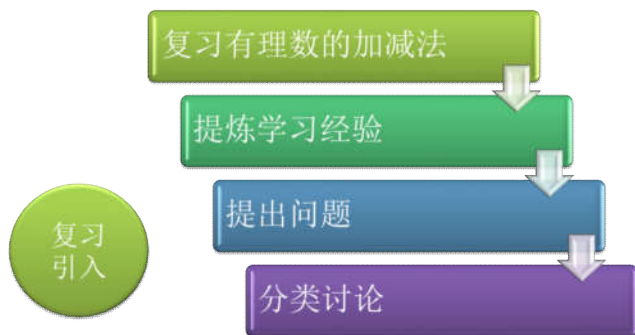 复习有理数的加减法
提炼学习经验
提出问题
分类讨论
复习
引入